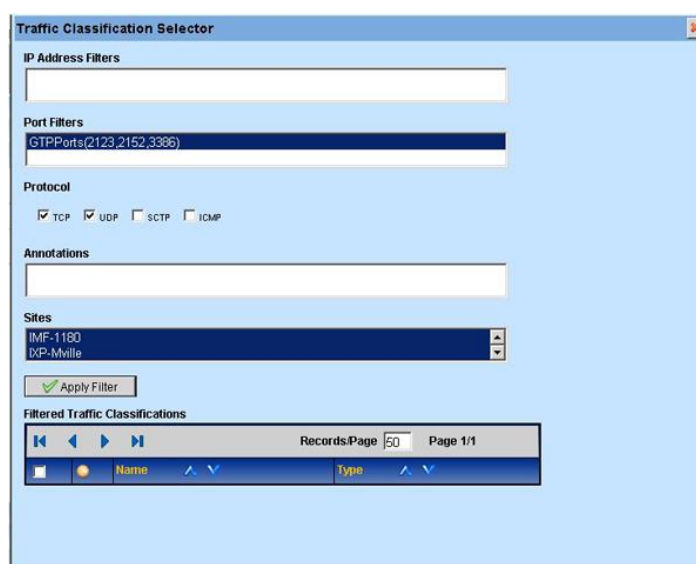 Traffic Classification Selector
IP Address Filters
Port Filters
GTPPorts(2123,2152,3386)
Protocol
TCP UDP SCTP ICMP
Annotations
Sites
IMF-1180
IXP-Mville
Apply Filter
Filtered Traffic Classifications
Records/Page 50 Page 1/1
Name Type